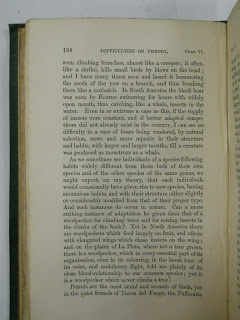 184 DIFFICULTIES ON THEORY. CHAP. VI.
seen climbing branches, almost like a creeper; it often,
like a shrike, kills small birds by blows on the head;
and I have many times seen and heard it hammering
the seeds of the yew on a branch, and thus breaking
them like a nuthatch. In North America the black bear
was seen by Hearne swimming for hours with widely
open mouth, thus catching, like a whale, insects in the
water. Even in so extreme a case as this, if the supply
of insects were constant, and if better adapted compe-
titors did not already exist in the country, I can see no
difficulty in a race of bears being rendered, by natural
selection, more and more aquatic in their structure
and habits, with larger and larger mouths, till a creature
was produced as monstrous as a whale.
As we sometimes see individuals of a species following
habits widely different from those both of their own
species and of the other species of the same genus, we
might expect, on my theory, that such individuals
would occasionally have given rise to new species, having
anomalous habits, and with their structure either slightly
or considerably modified from that of their proper type.
And such instances do occur in nature. Can a more
striking instance of adaptation be given than that of a
woodpecker for climbing trees and for seizing insects in
the chinks of the bark? Yet in North America there
are woodpeckers which feed largely on fruit, and others
with elongated wings which chase insects on the wing;
and on the plains of La Plata, where not a tree grows,
there is a woodpecker, which in every essential part of its
organisation, even in its colouring, in the harsh tone of
its voice, and undulatory flight, told me plainly of its
close blood-relationship to our common species; yet it
is a woodpecker which never climbs a tree!
Petrels are the most aërial and oceanic of birds, yet
in the quiet Sounds of Tierra del Fuego, the Puffinuria